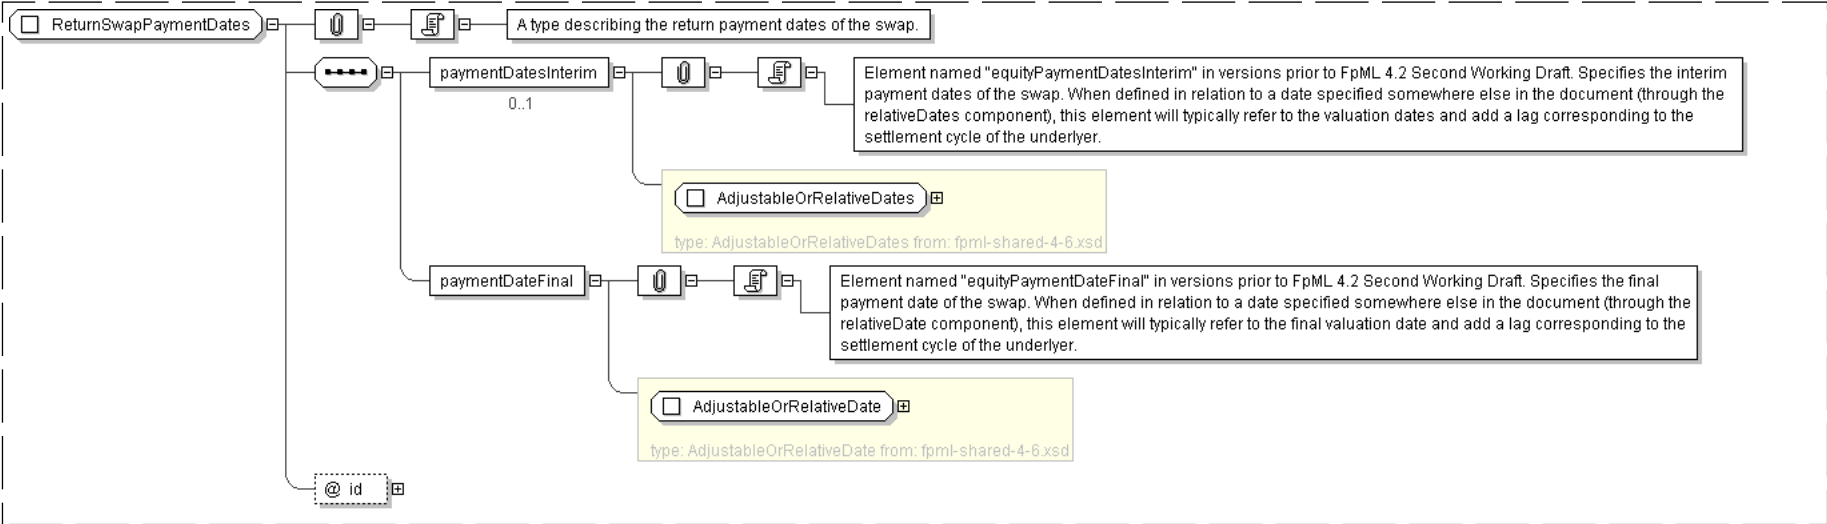 ReturnSwapPaymentDates
A type describing the return payment dates of the swap.
paymentDatesInterim
0..1
Element named "equityPaymentDatesInterim" in versions prior to FpML 4.2 Second Working Draft. Specifies the interim
payment dates of the swap. When defined in relation to a date specified somewhere else in the document (through the
relativeDates component), this element will typically refer to the valuation dates and add a lag corresponding to the
settlement cycle of the underlyer.
AdjustableOrRelativeDates
type: AdjustableOrRelativeDates from: fpml-shared-4-6.xsd
paymentDateFinal
Element named "equityPaymentDateFinal" in versions prior to FpML 4.2 Second Working Draft. Specifies the final
payment date of the swap. When defined in relation to a date specified somewhere else in the document (through the
relativeDate component), this element will typically refer to the final valuation date and add a lag corresponding to the
settlement cycle of the underlyer.
AdjustableOrRelativeDate
type: AdjustableOrRelativeDate from: fpml-shared-4-6.xsd
@ id